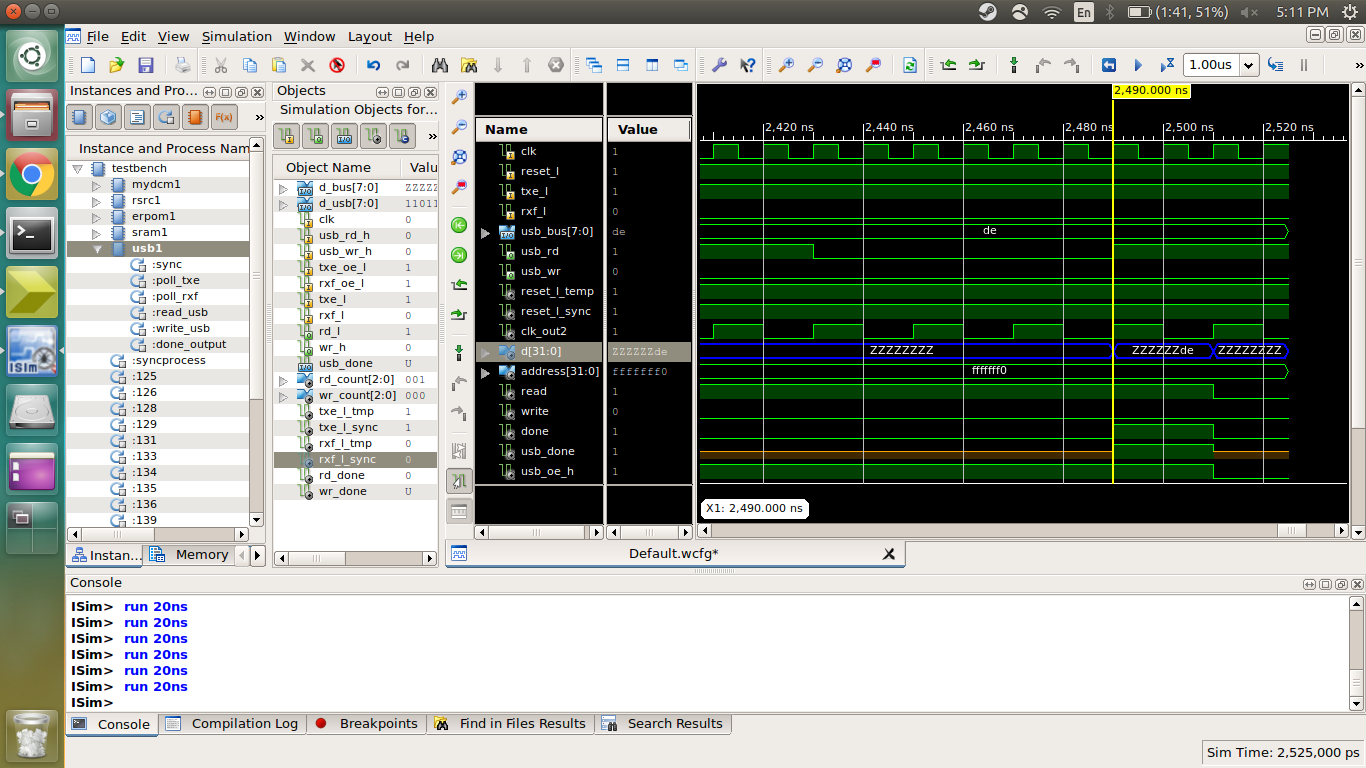 En
(1:41, 51%)
5:11 PM
File Edit View Simulation Window Layout Help
1.00us
»
Instances and Pro...
F(x)
»
Instance and Process Nam
testbench
mydcm1
rsrc1
erpom1
sram1
usb1
:sync
:poll_txe
:poll_rxf
:read_usb
:write_usb
:done_output
:syncprocess
:125
:126
:128
:129
:131
:133
:134
:135
:136
:139
Instan...
Memory
Objects
Simulation Objects for...
»
Object Name Valu
d_bus[7:0] ZZZZZ
d_usb[7:0] 11011
clk 0
usb_rd_h 0
usb_wr_h 0
txe_oe_l 1
rxf_oe_l 1
txe_l 1
rxf_l 0
rd_l 1
wr_h 0
usb_done U
rd_count[2:0] 001
wr_count[2:0] 000
txe_l_tmp 1
txe_l_sync 1
rxf_l_tmp 0
rxf_l_sync 0
rd_done 0
wr_done U
Name Value
clk 1
reset_l 1
txe_l 1
rxf_l 0
usb_bus[7:0] de
usb_rd 1
usb_wr 0
reset_l_temp 1
reset_l_sync 1
clk_out2 1
d[31:0] ZZZZZZde
address[31:0] fffffff0
read 1
write 0
done 1
usb_done 1
usb_oe_h 1
2,490.000 ns
2,420 ns 2,440 ns 2,460 ns 2,480 ns 2,500 ns 2,520 ns
de
ZZZZZZZZ ZZZZZZde ZZZZZZZZ
fffffff0
X1: 2,490.000 ns
Default.wcfg*
Console
ISim> run 20ns
ISim> run 20ns
ISim> run 20ns
ISim> run 20ns
ISim> run 20ns
ISim> run 20ns
ISim>
Console
Compilation Log
Breakpoints
Find in Files Results
Search Results
Sim Time: 2,525,000 ps
ISim